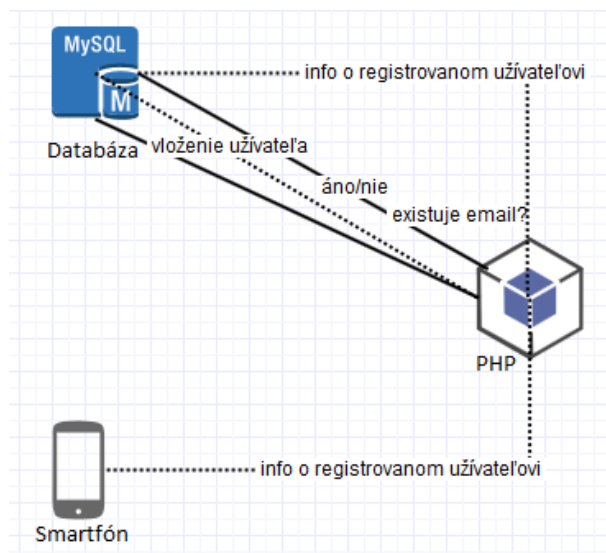 MySQL
M
info o registrovanom užívateľovi
Databáza
vloženie užívateľa
áno/nie
existuje email?
PHP
info o registrovanom užívateľovi
Smartfón